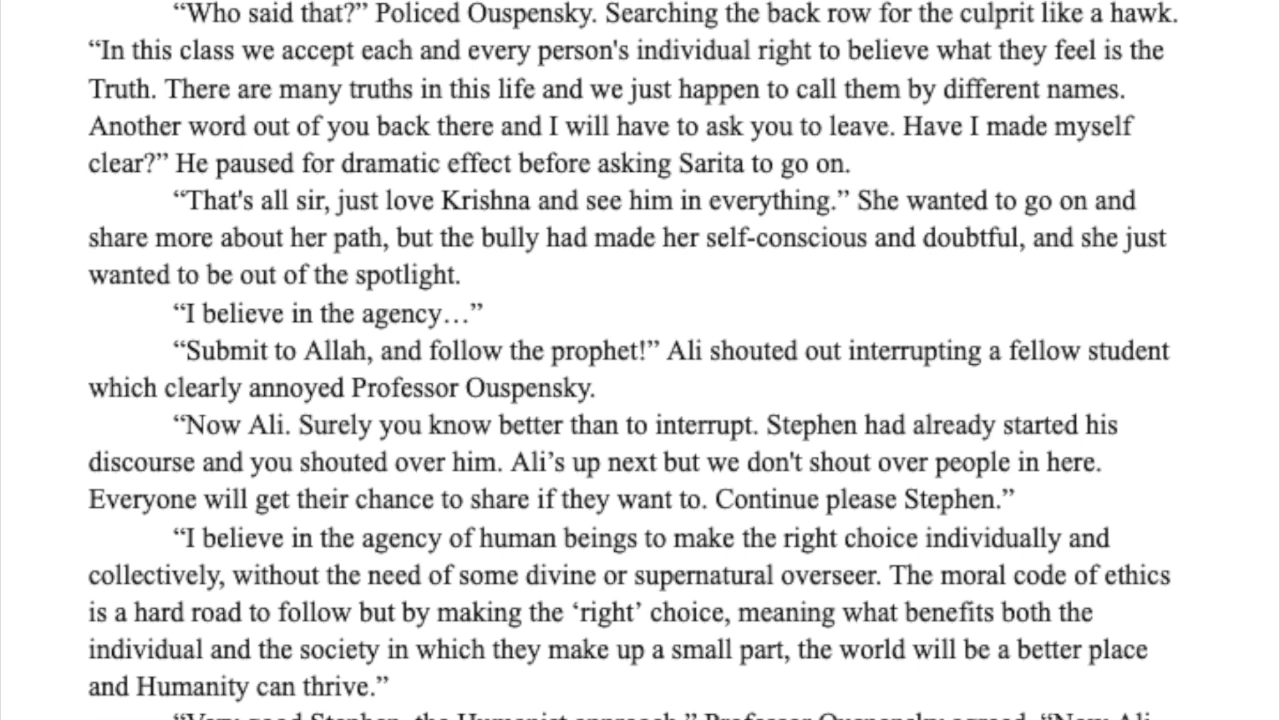 “Who said that?” Policed Ouspensky. Searching the back row for the culprit like a hawk.
“In this class we accept each and every person's individual right to believe what they feel is the
Truth. There are many truths in this life and we just happen to call them by different names.
Another word out of you back there and I will have to ask you to leave. Have I made myself
clear?” He paused for dramatic effect before asking Sarita to go on.
“That's all sir, just love Krishna and see him in everything.” She wanted to go on and
share more about her path, but the bully had made her self-conscious and doubtful, and she just
wanted to be out of the spotlight.
“I believe in the agency…”
“Submit to Allah, and follow the prophet!” Ali shouted out interrupting a fellow student
which clearly annoyed Professor Ouspensky.
“Now Ali. Surely you know better than to interrupt. Stephen had already started his
discourse and you shouted over him. Ali’s up next but we don't shout over people in here.
Everyone will get their chance to share if they want to. Continue please Stephen.”
“I believe in the agency of human beings to make the right choice individually and
collectively, without the need of some divine or supernatural overseer. The moral code of ethics
is a hard road to follow but by making the ‘right’ choice, meaning what benefits both the
individual and the society in which they make up a small part, the world will be a better place
and Humanity can thrive.”
“Very good Stephen, the Humanist approach.” Professor Ouspensky agreed. “Now Ali